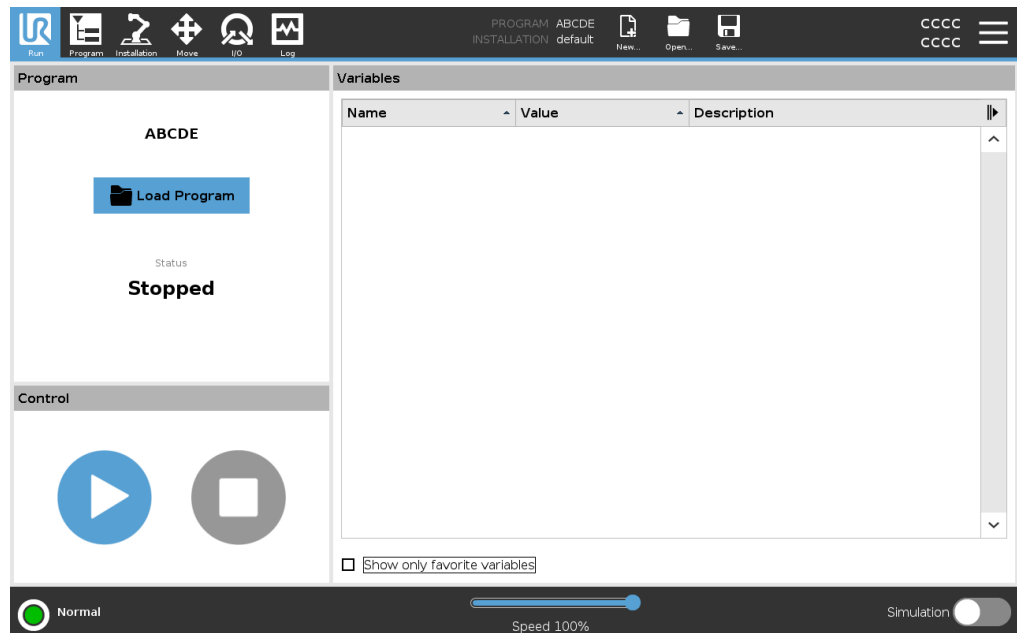 PROGRAM ABCDE
INSTALLATION default
CCCC
CCCC
Run Program Installation Move I/O Log New... Open... Save...
Program
ABCDE
Load Program
Status
Stopped
Control
Variables
Name Value Description
Show only favorite variables
Normal
Speed 100%
Simulation